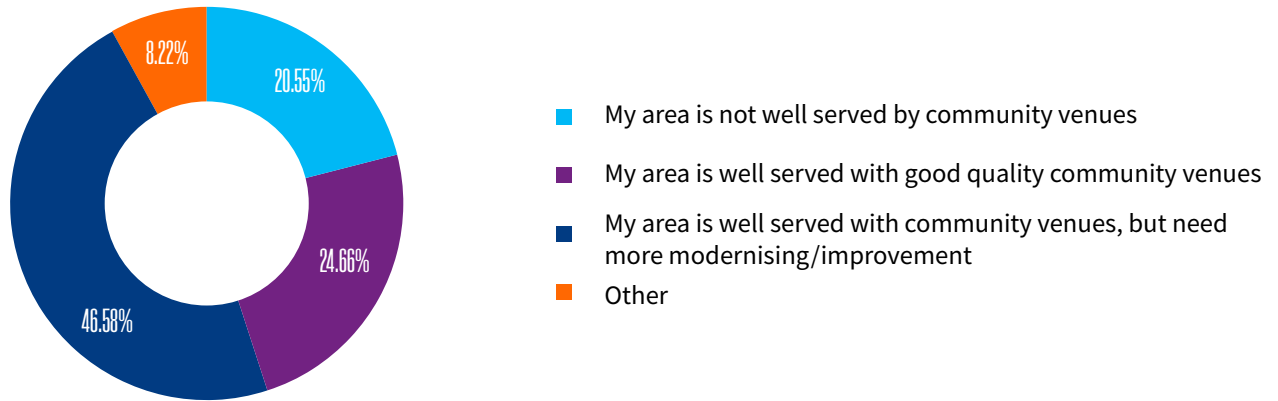 8.22%
20.55%
24.66%
46.58%
My area is not well served by community venues
My area is well served with good quality community venues
My area is well served with community venues, but need
more modernising/improvement
Other